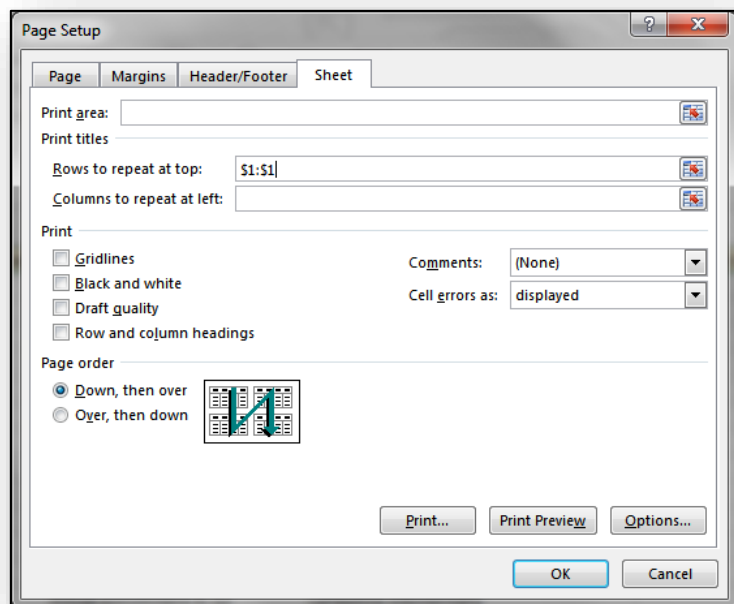 Page Setup
?
Page Margins Header/Footer Sheet
Print area:
Print titles
Rows to repeat at top: $1:$1
Columns to repeat at left:
Print
Gridlines Comments: (None)
Black and white Cell errors as: displayed
Draft quality
Row and column headings
Page order
Down, then over
Over, then down
Print... Print Preview Options...
OK Cancel